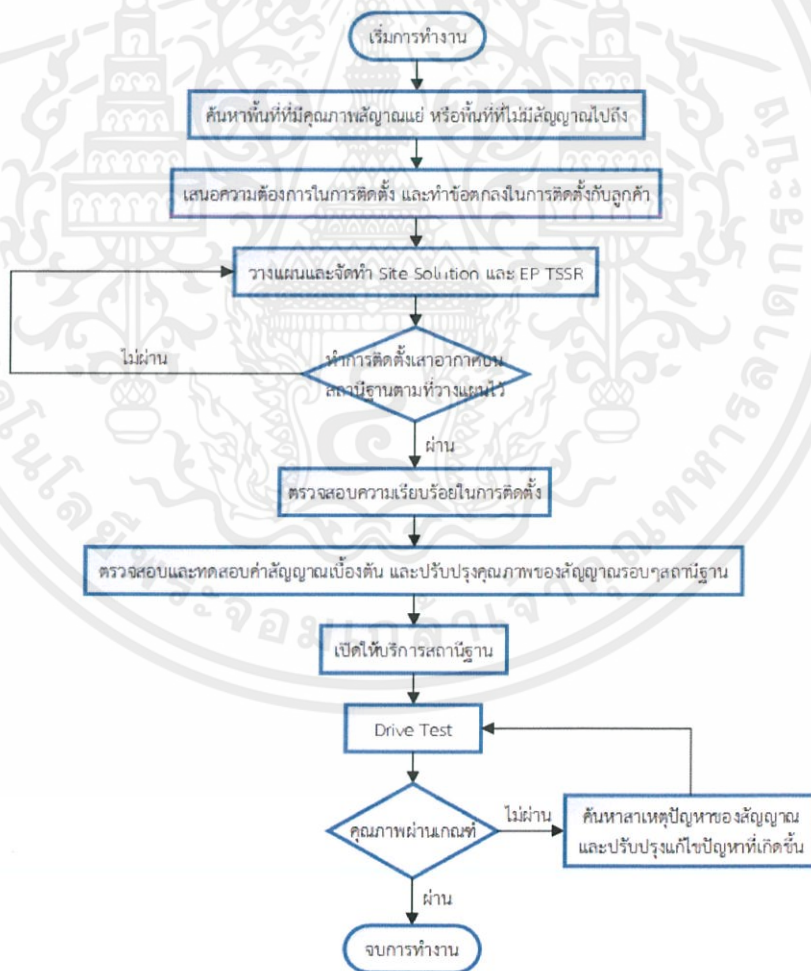 เริ่มการทำงาน
ค้นหาพื้นที่ที่มีคุณภาพสัญาณแย่ หรือพื้นที่ที่ไม่มีสัญญาณไปถึง
เสนอความต้องการในการติดตั้ง และทำข้อตกลงในการติดตั้งกับลูกค้า
วางแผนและจัดทำ Site Solution และ EP TSSR
ไม่ผ่าน
ทำการติดตั้งเสาอากาศบน
สถานีฐานตามที่วางแผนไว้
ผ่าน
ตรวจสอบความเรียบร้อยในการติดตั้ง
ตรวจสอบและทดสอบค่าสัญญาณเบื้องต้น และปรับปรุงคุณภาพของสัญญาณรอบๆสถานีฐาน
เปิดให้บริการสถานีฐาน
Drive Test
คุณภาพผ่านเกณฑ์
ไม่ผ่าน
ค้นหาสาเหตุปัญหาของสัญญาณ
และปรับปรุงแก้ไขปัญหาที่เกิดขึ้น
ผ่าน
จบการทำงาน